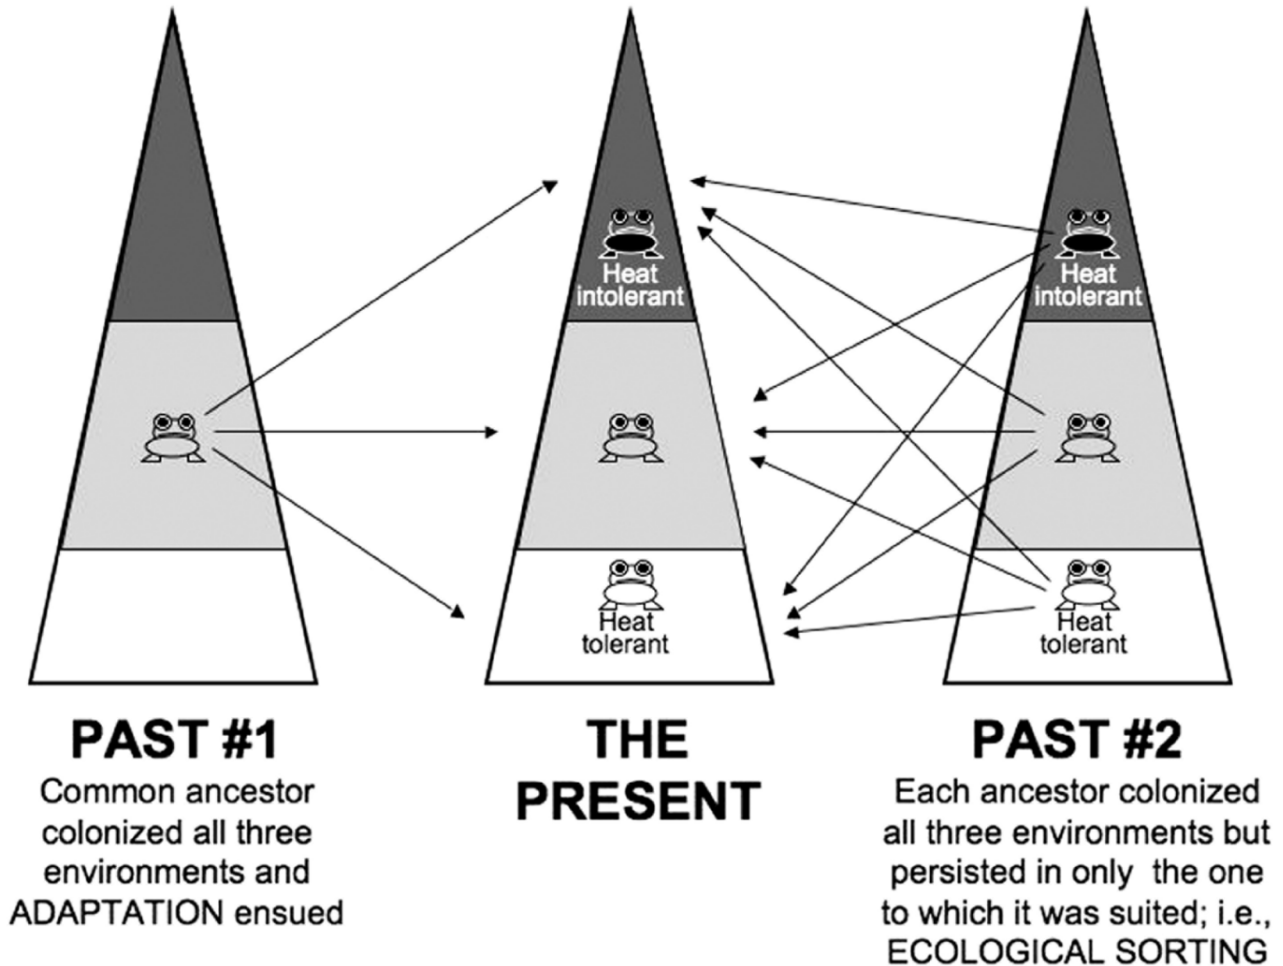 Heat
intolerant
Heat
tolerant
Heat
intolerant
Heat
tolerant
PAST #1
Common ancestor
colonized all three
environments and
ADAPTATION ensued
THE
PRESENT
PAST #2
Each ancestor colonized
all three environments but
persisted in only the one
to which it was suited; i.e.,
ECOLOGICAL SORTING